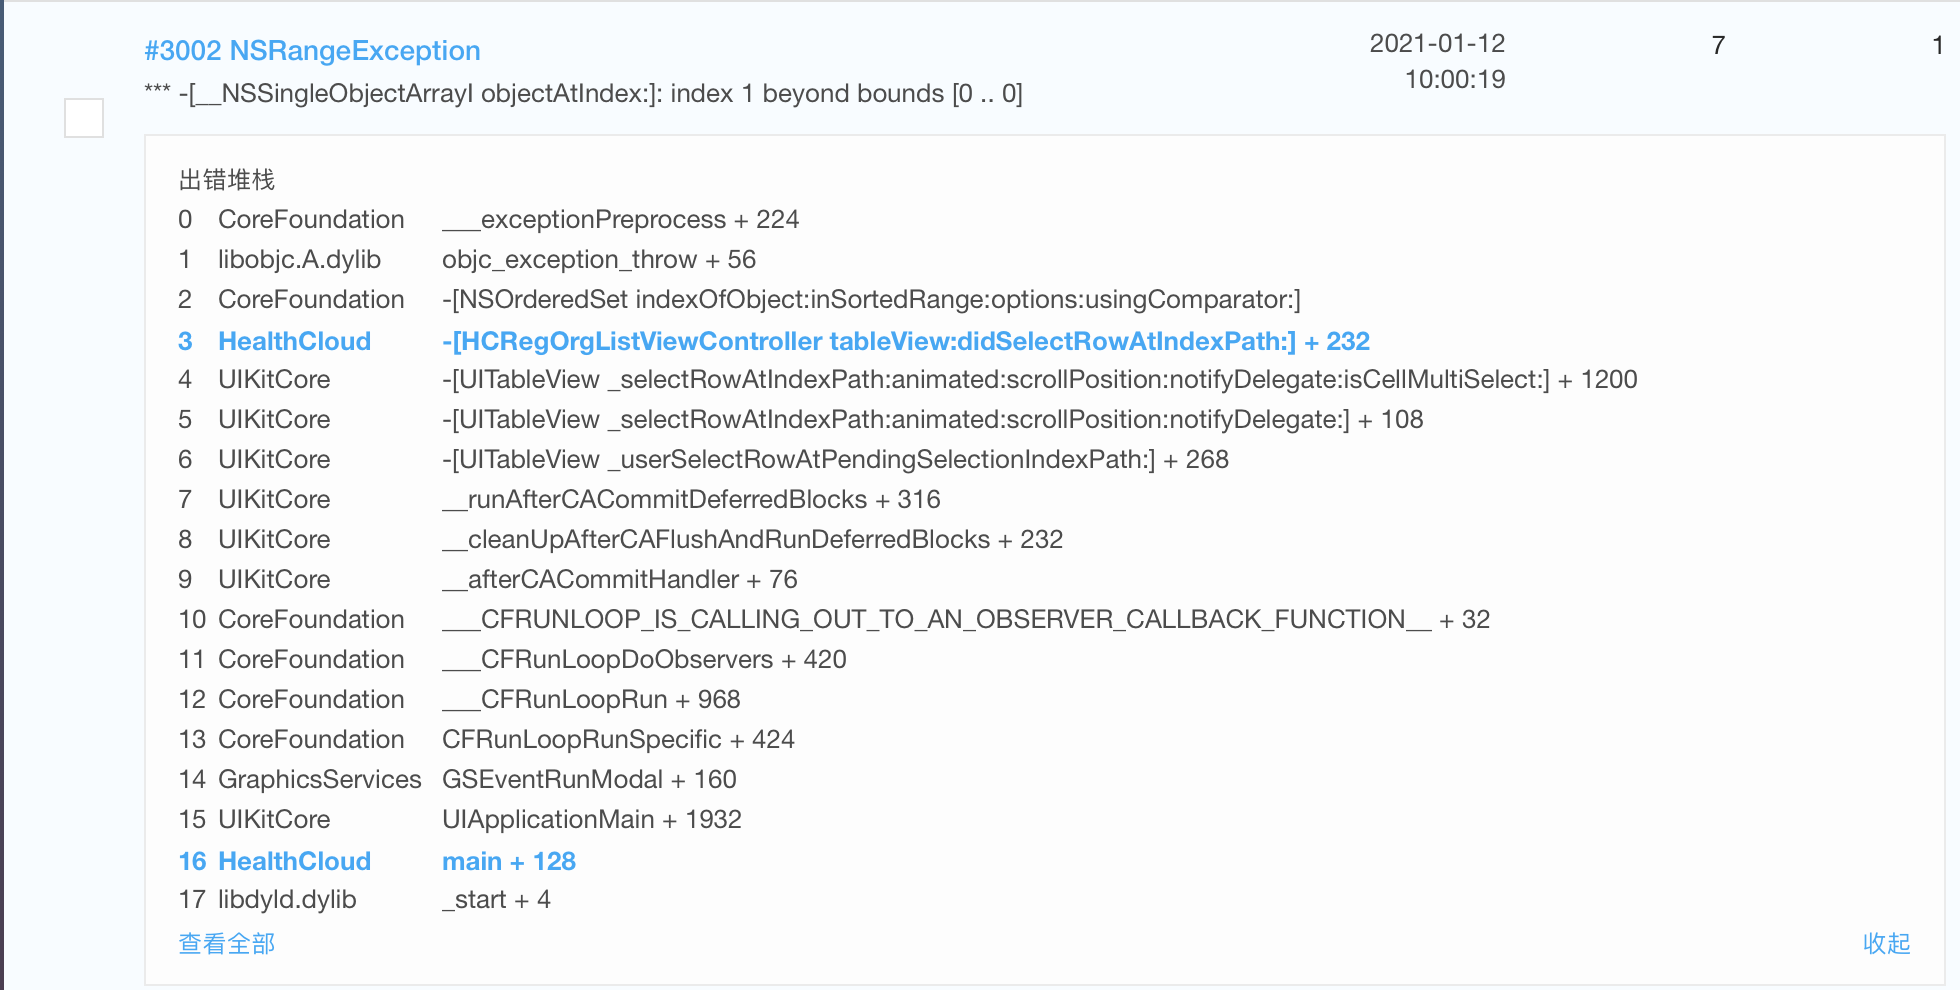 #3002 NSRangeException 2021-01-12 7 1
10:00:19
*** -[__NSSingleObjectArrayI objectAtIndex:]: index 1 beyond bounds [0 .. 0]
出错堆栈
0 CoreFoundation ___exceptionPreprocess + 224
1 libobjc.A.dylib objc_exception_throw + 56
2 CoreFoundation -[NSOrderedSet indexOfObject:inSortedRange:options:usingComparator:]
3 HealthCloud -[HCRegOrgListViewController tableView:didSelectRowAtIndexPath:] + 232
4 UIKitCore -[UITableView _selectRowAtIndexPath:animated:scrollPosition:notifyDelegate:isCellMultiSelect:] + 1200
5 UIKitCore -[UITableView _selectRowAtIndexPath:animated:scrollPosition:notifyDelegate:] + 108
6 UIKitCore -[UITableView _userSelectRowAtPendingSelectionIndexPath:] + 268
7 UIKitCore __runAfterCACommitDeferredBlocks + 316
8 UIKitCore __cleanUpAfterCAFlushAndRunDeferredBlocks + 232
9 UIKitCore __afterCACommitHandler + 76
10 CoreFoundation ___CFRUNLOOP_IS_CALLING_OUT_TO_AN_OBSERVER_CALLBACK_FUNCTION__ + 32
11 CoreFoundation ___CFRunLoopDoObservers + 420
12 CoreFoundation ___CFRunLoopRun + 968
13 CoreFoundation CFRunLoopRunSpecific + 424
14 GraphicsServices GSEventRunModal + 160
15 UIKitCore UIApplicationMain + 1932
16 HealthCloud main + 128
17 libdyld.dylib _start + 4
查看全部 收起